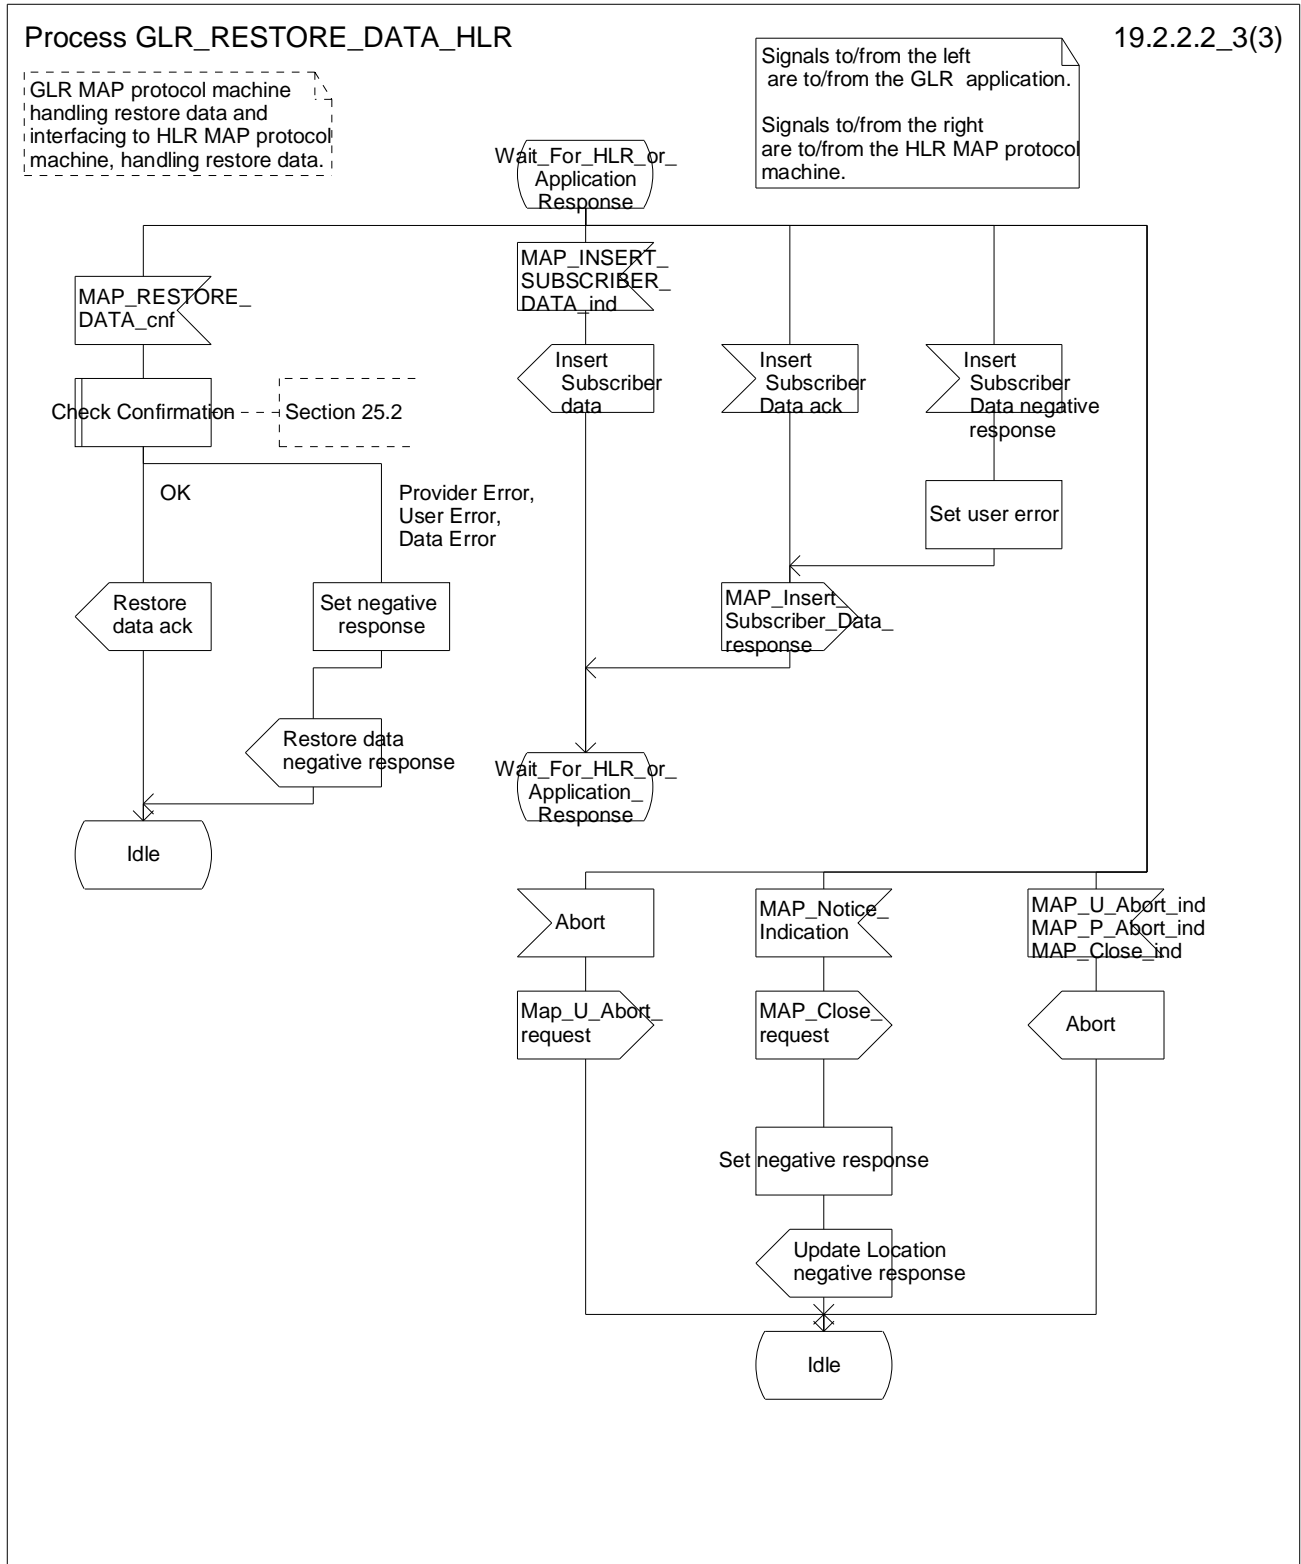 Process GLR_RESTORE_DATA_HLR
19.2.2.2_3(3)
GLR MAP protocol machine
handling restore data and
interfacing to HLR MAP protocol
machine, handling restore data.
Signals to/from the left
are to/from the GLR application.
Signals to/from the right
are to/from the HLR MAP protocol
machine.
Wait_For_HLR_or_
Application
Response
MAP_RESTORE_
DATA_cnf
MAP_INSERT_
SUBSCRIBER_
DATA_ind
Insert
Subscriber
data
Insert
Subscriber
Data ack
Insert
Subscriber
Data negative
response
Check Confirmation
Section 25.2
OK
Provider Error,
User Error,
Data Error
Set user error
Restore
data ack
Set negative
response
MAP_Insert_
Subscriber_Data_
response
Restore data
negative response
Wait_For_HLR_or_
Application_
Response
Idle
Abort
MAP_Notice_
Indication
MAP_U_Abort_ind
MAP_P_Abort_ind
MAP_Close_ind
Map_U_Abort_
request
MAP_Close_
request
Abort
Set negative response
Update Location
negative response
Idle